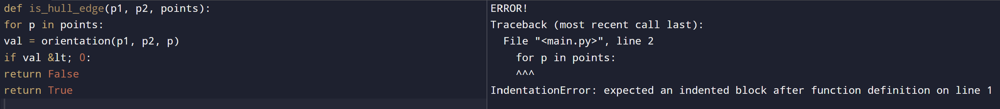 def is_hull_edge(p1, p2, points):
for p in points:
val = orientation(p1, p2, p)
if val &lt; 0:
return False
return True
ERROR!
Traceback (most recent call last):
  File "<main.py>", line 2
    for p in points:
    ^^^
IndentationError: expected an indented block after function definition on line 1